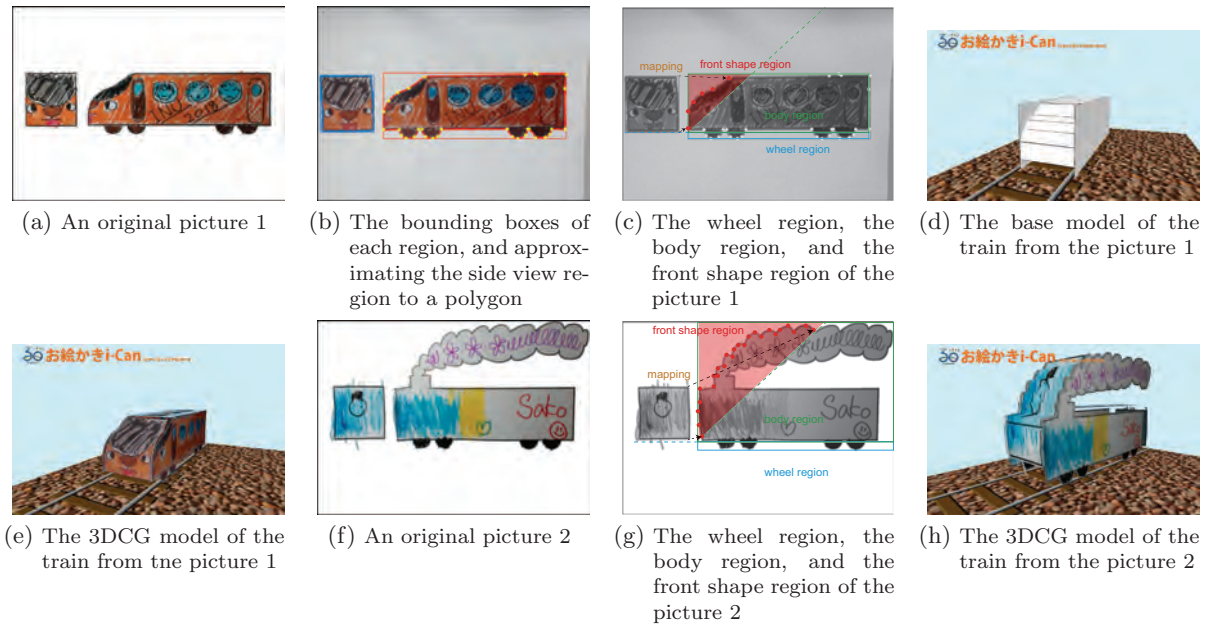 mapping
front shape region
body region
wheel region
お絵かきi-Can
(a) An original picture 1
(b) The bounding boxes of
each region, and approx-
imating the side view re-
gion to a polygon
(c) The wheel region, the
body region, and the
front shape region of the
picture 1
(d) The base model of the
train from the picture 1
お絵かきi-Can
Sako
front shape region
mapping
body region
Sako
wheel region
お絵かきi-Can
Sako
(e) The 3DCG model of the
train from tne picture 1
(f) An original picture 2
(g) The wheel region, the
body region, and the
front shape region of the
picture 2
(h) The 3DCG model of the
train from the picture 2